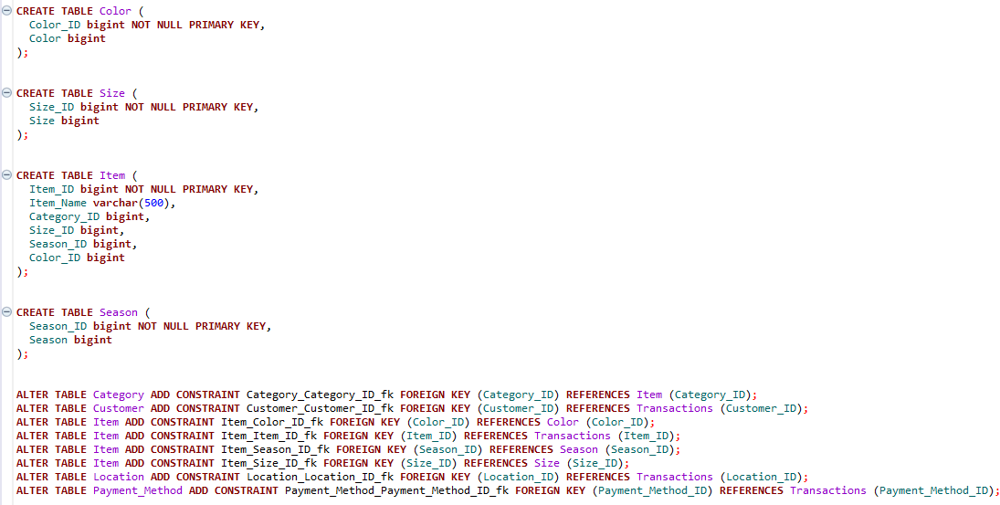 CREATE TABLE Color (
  Color_ID bigint NOT NULL PRIMARY KEY,
  Color bigint
);
CREATE TABLE Size (
  Size_ID bigint NOT NULL PRIMARY KEY,
  Size bigint
);
CREATE TABLE Item (
  Item_ID bigint NOT NULL PRIMARY KEY,
  Item_Name varchar(500),
  Category_ID bigint,
  Size_ID bigint,
  Season_ID bigint,
  Color_ID bigint
);
CREATE TABLE Season (
  Season_ID bigint NOT NULL PRIMARY KEY,
  Season bigint
);
ALTER TABLE Category ADD CONSTRAINT Category_Category_ID_fk FOREIGN KEY (Category_ID) REFERENCES Item (Category_ID);
ALTER TABLE Customer ADD CONSTRAINT Customer_Customer_ID_fk FOREIGN KEY (Customer_ID) REFERENCES Transactions (Customer_ID);
ALTER TABLE Item ADD CONSTRAINT Item_Color_ID_fk FOREIGN KEY (Color_ID) REFERENCES Color (Color_ID);
ALTER TABLE Item ADD CONSTRAINT Item_Item_ID_fk FOREIGN KEY (Item_ID) REFERENCES Transactions (Item_ID);
ALTER TABLE Item ADD CONSTRAINT Item_Season_ID_fk FOREIGN KEY (Season_ID) REFERENCES Season (Season_ID);
ALTER TABLE Item ADD CONSTRAINT Item_Size_ID_fk FOREIGN KEY (Size_ID) REFERENCES Size (Size_ID);
ALTER TABLE Location ADD CONSTRAINT Location_Location_ID_fk FOREIGN KEY (Location_ID) REFERENCES Transactions (Location_ID);
ALTER TABLE Payment_Method ADD CONSTRAINT Payment_Method_Payment_Method_ID_fk FOREIGN KEY (Payment_Method_ID) REFERENCES Transactions (Payment_Method_ID);